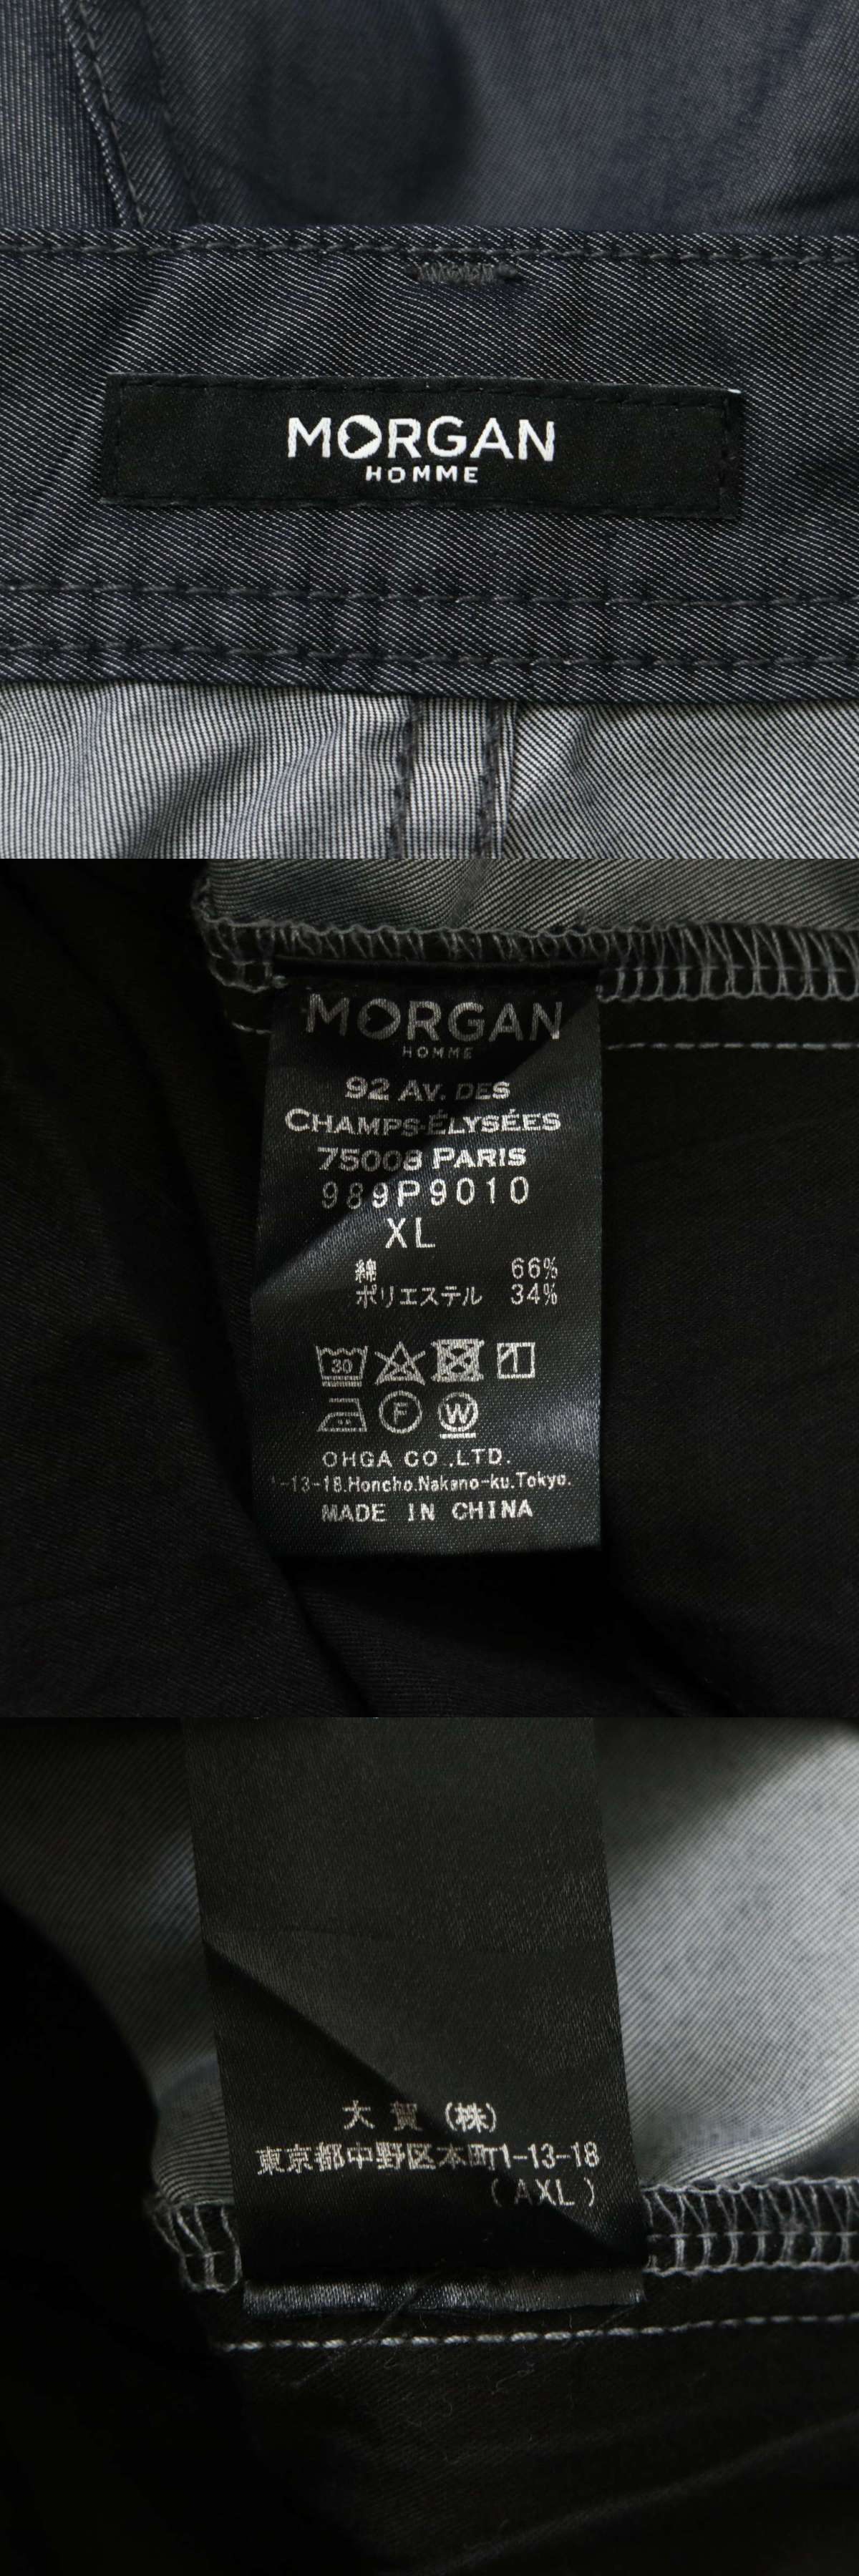 MORGAN
HOMME
MORGAN
HOMME
92 AV. DES
CHAMPS-ÉLYSÉES
75008 PARIS
989P9010
XL
綿 66%
ポリエステル 34%
30
F W
OHGA CO .LTD.
1-13-18.Honcho.Nakano-ku.Tokyo.
MADE IN CHINA
大賀(株)
東京都中野区本町1-13-18
(AXL)